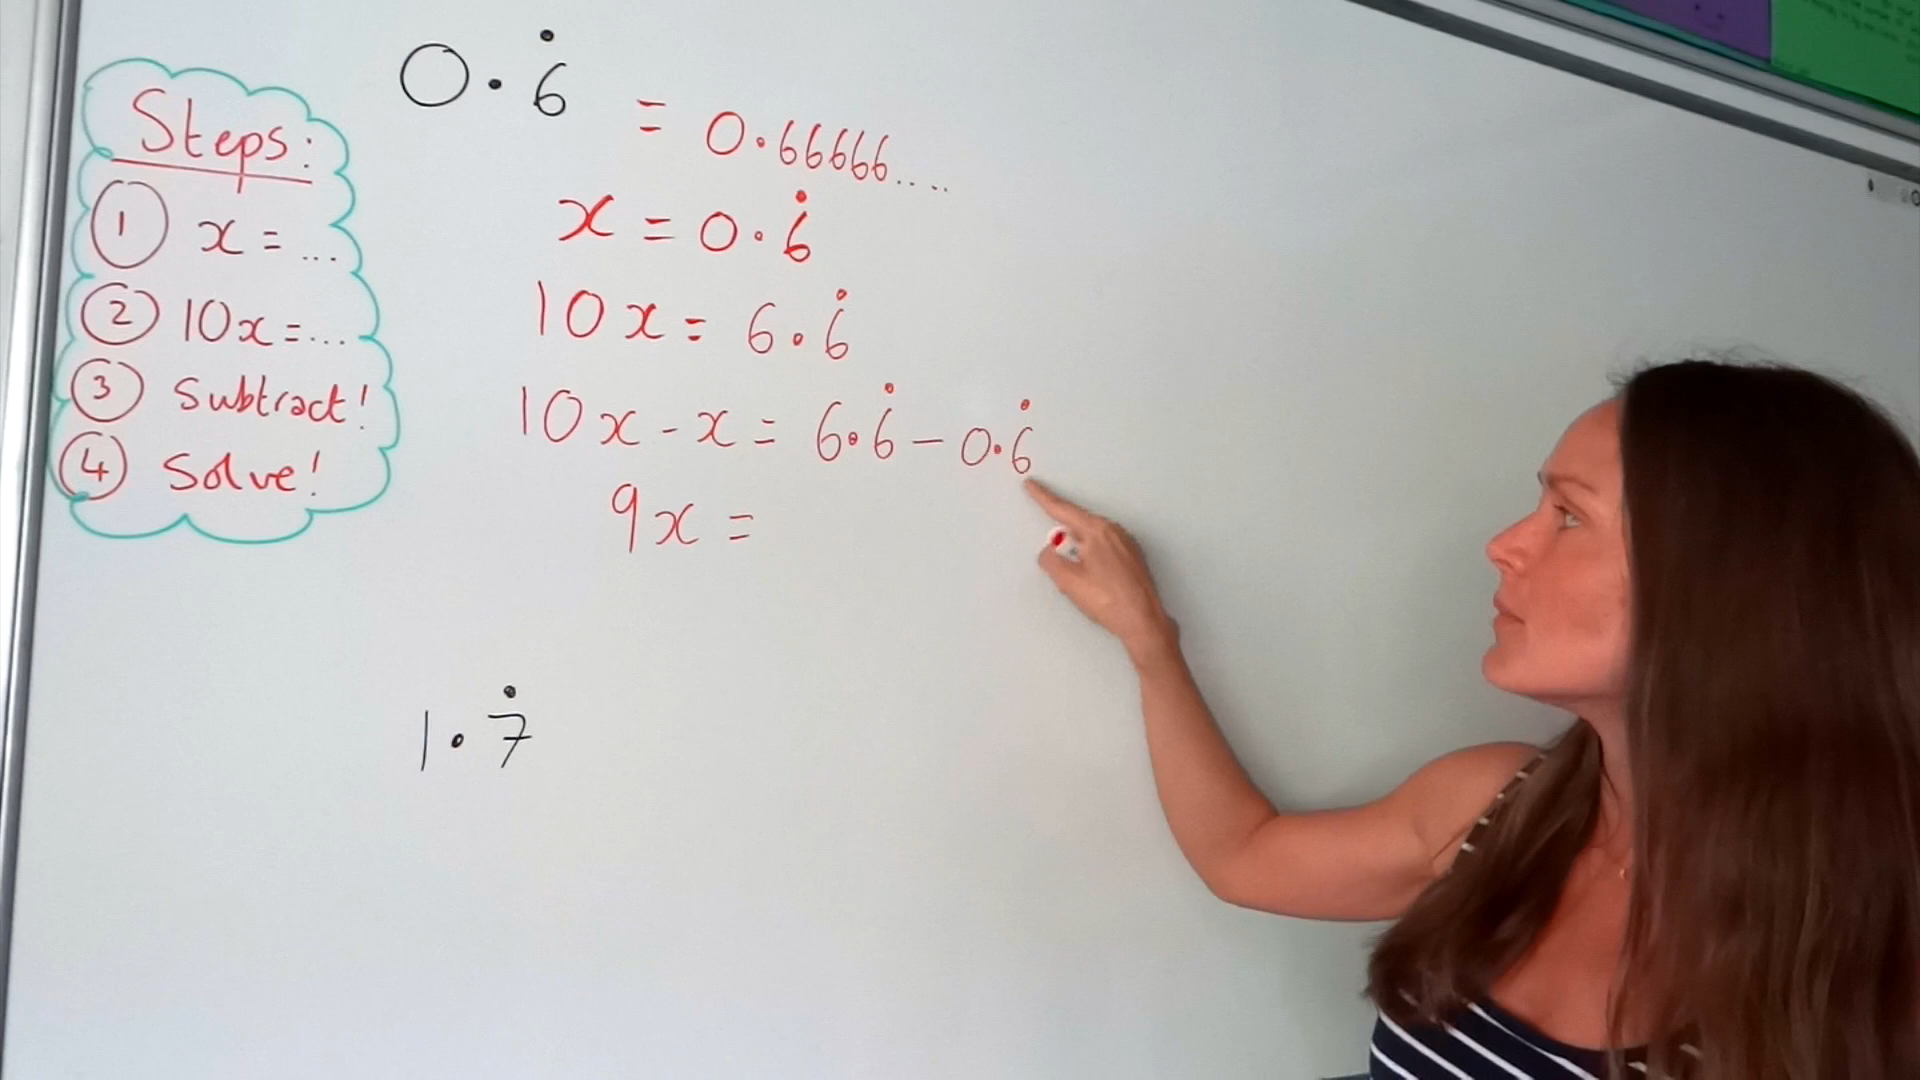 Steps:
① x = ...
② 10x = ...
③ Subtract!
④ Solve!
0.6̇ = 0.66666....
x = 0.6̇
10x = 6.6̇
10x - x = 6.6̇ - 0.6̇
9x =
1.7̇